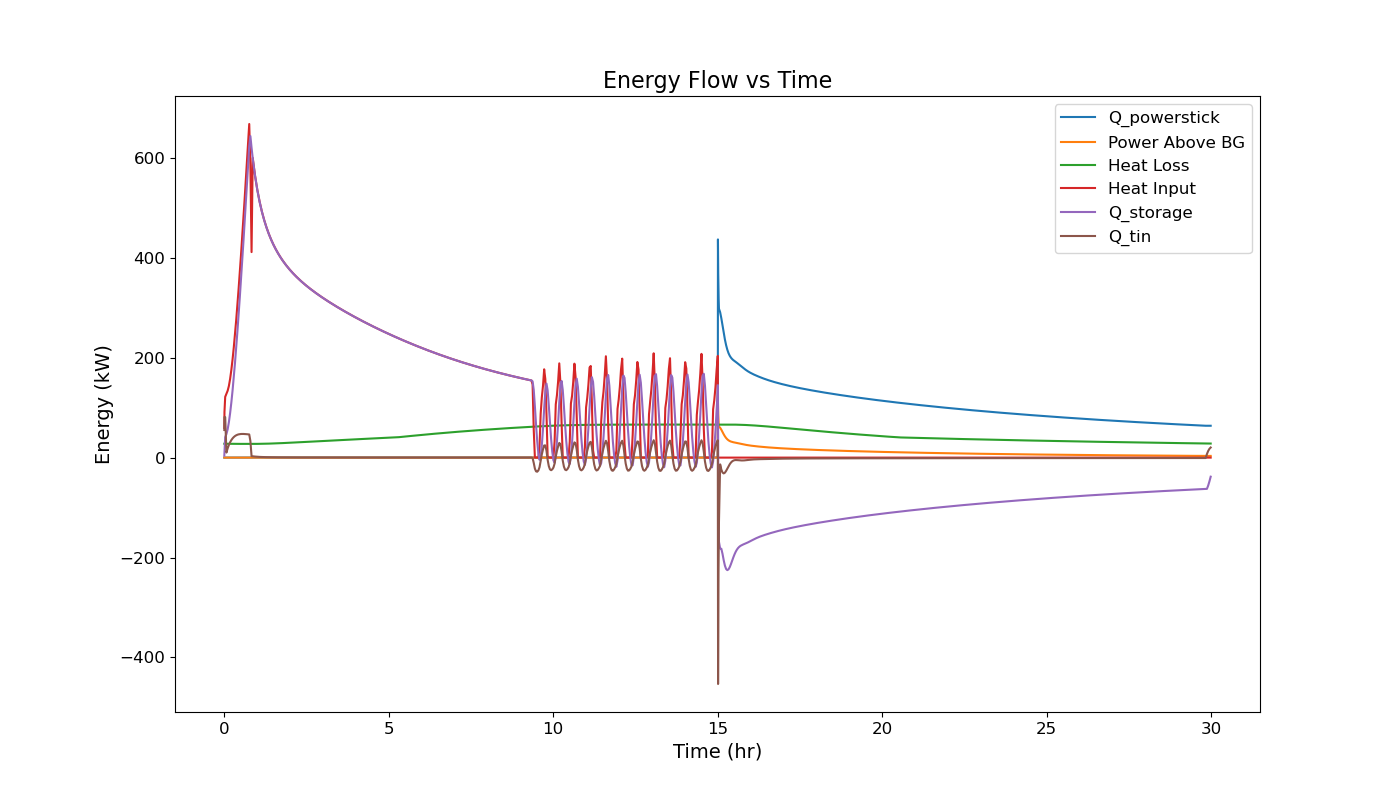 Energy Flow vs Time
Q_powerstick
Power Above BG
Heat Loss
Heat Input
Q_storage
Q_tin
Energy (kW)
600
400
200
0
−200
−400
0 5 10 15 20 25 30
Time (hr)